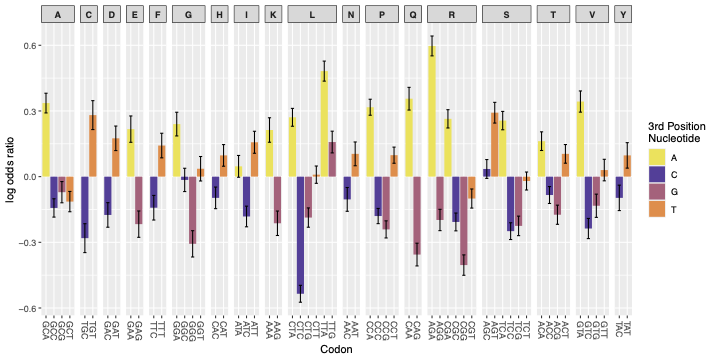 A C D E F G H I K L N P Q R S T V Y
0.6
0.3
0.0
−0.3
−0.6
log odds ratio
GCA GCC GCG GCT TGC TGT GAC GAT GAA GAG TTC TTT GGA GGC GGG GGT CAC CAT ATA ATC ATT AAA AAG CTA CTC CTG CTT TTA TTG AAC AAT CCA CCC CCG CCT CAA CAG AGA AGG CGA CGC CGG CGT AGC AGT TCA TCC TCG TCT ACA ACC ACG ACT GTA GTC GTG GTT TAC TAT
Codon
3rd Position
Nucleotide
A
C
G
T